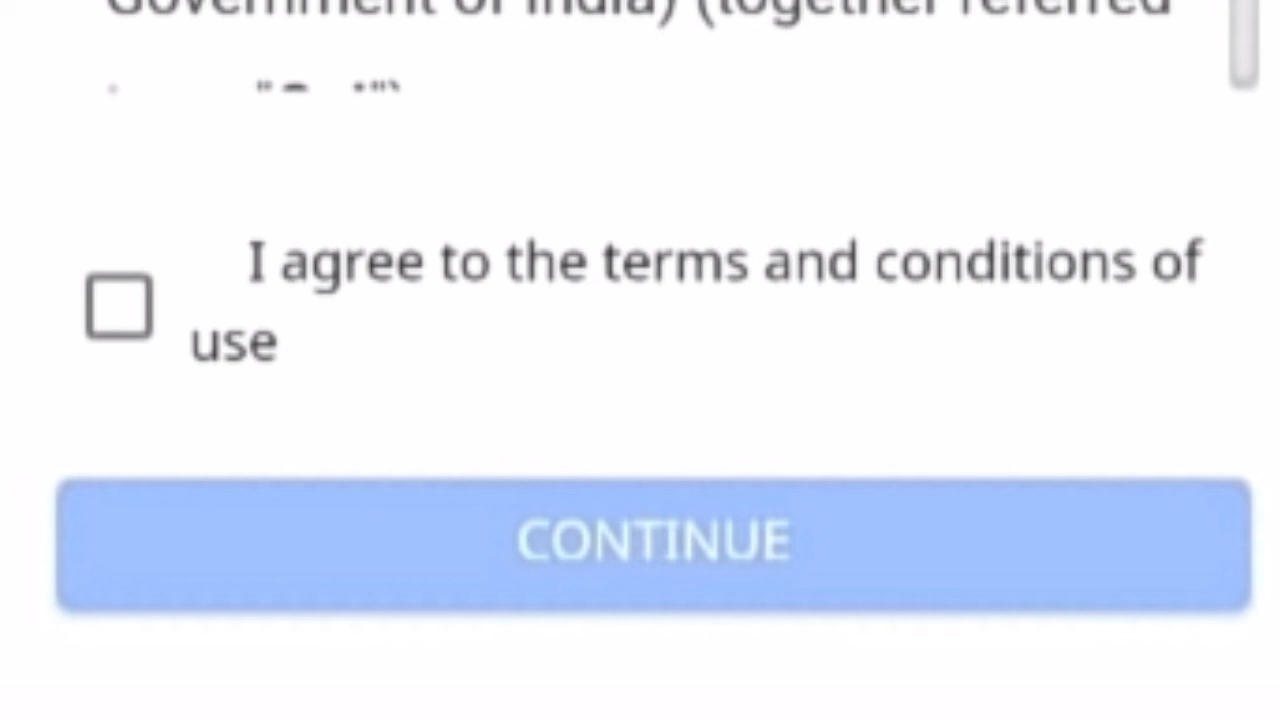 Government of India) (together referred
I agree to the terms and conditions of
use
CONTINUE